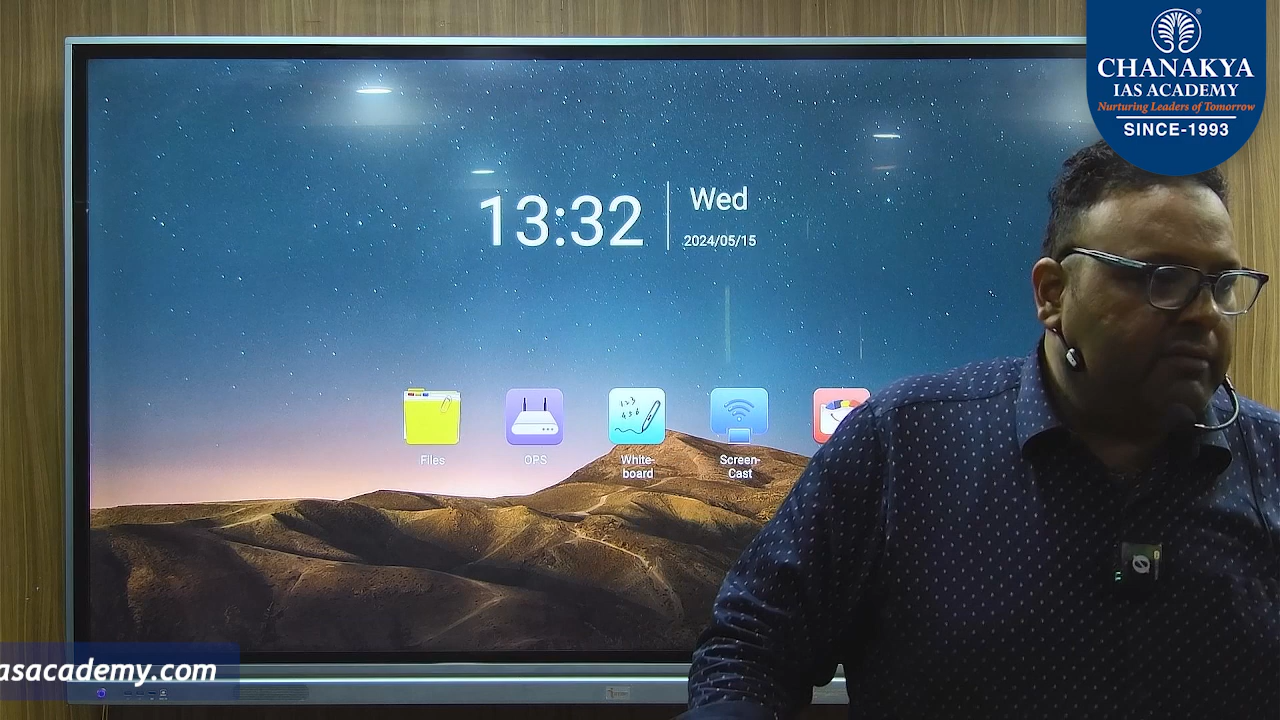 CHANAKYA
IAS ACADEMY
Nurturing Leaders of Tomorrow
SINCE-1993
13:32
Wed
2024/05/15
Files
OPS
White-
board
Screen-
Cast
asacademy.com